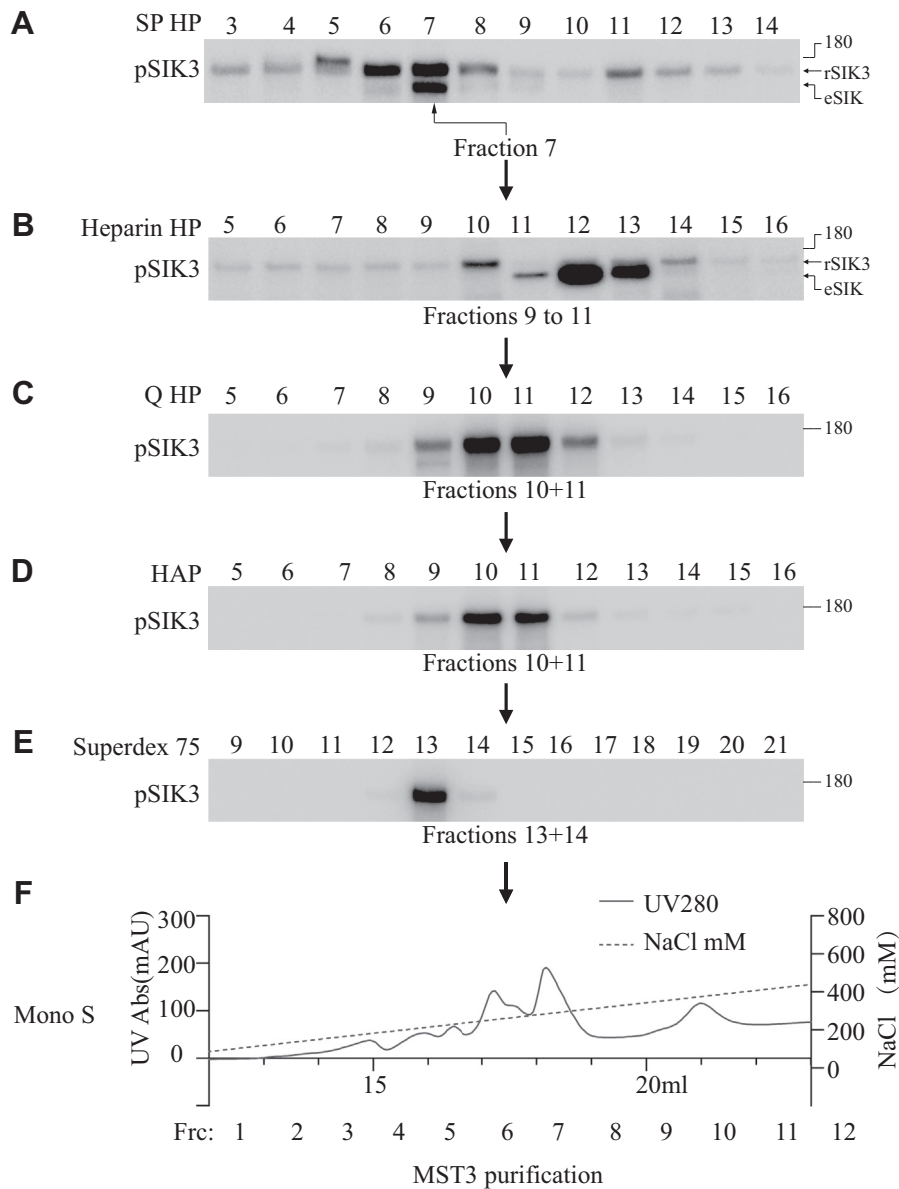 A
SP HP 3 4 5 6 7 8 9 10 11 12 13 14
180
pSIK3
rSIK3
eSIK
Fraction 7
B
Heparin HP 5 6 7 8 9 10 11 12 13 14 15 16
180
pSIK3
rSIK3
eSIK
Fractions 9 to 11
C
Q HP 5 6 7 8 9 10 11 12 13 14 15 16
180
pSIK3
Fractions 10+11
D
HAP 5 6 7 8 9 10 11 12 13 14 15 16
180
pSIK3
Fractions 10+11
E
Superdex 75 9 10 11 12 13 14 15 16 17 18 19 20 21
180
pSIK3
Fractions 13+14
F
Mono S
UV Abs(mAU)
300
200
100
0
UV280
NaCl mM
800
600
400
200
0
NaCl (mM)
15 20ml
Frc: 1 2 3 4 5 6 7 8 9 10 11 12
MST3 purification